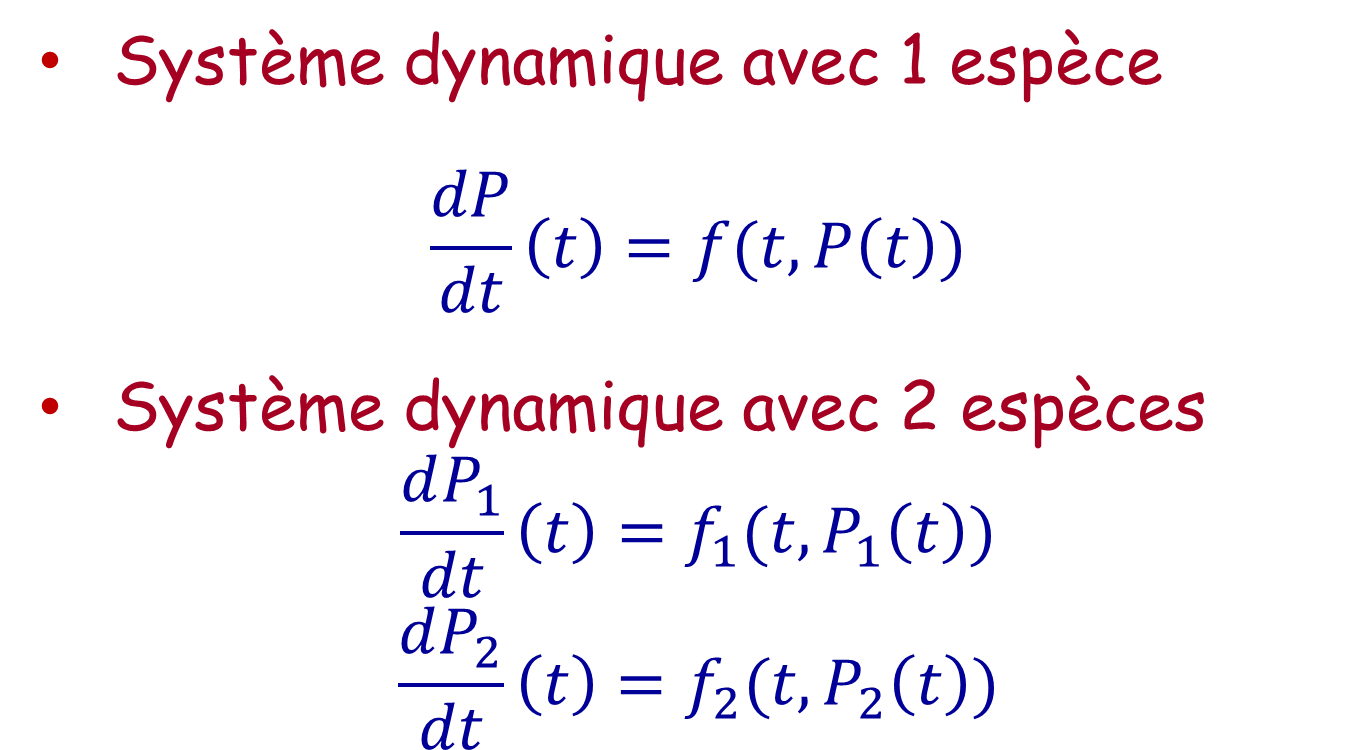 • Système dynamique avec 1 espèce
dP/dt (t) = f(t, P(t))
• Système dynamique avec 2 espèces
dP₁/dt (t) = f₁(t, P₁(t))
dP₂/dt (t) = f₂(t, P₂(t))